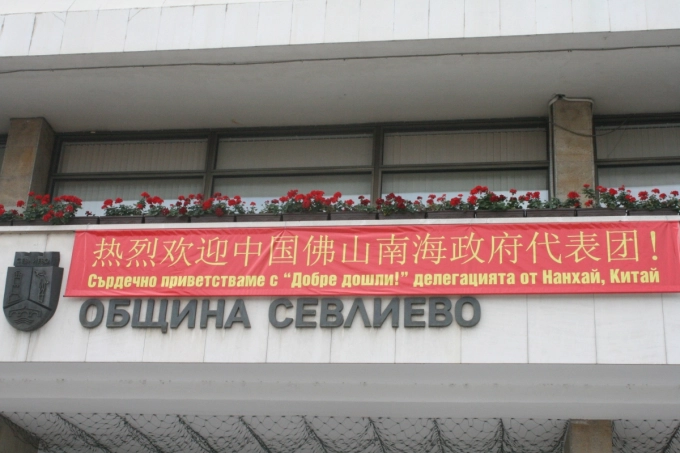 热烈欢迎中国佛山南海政府代表团！
Сърдечно приветстваме с "Добре дошли!" делегацията от Нанхай, Китай
ОБЩИНА СЕВЛИЕВО